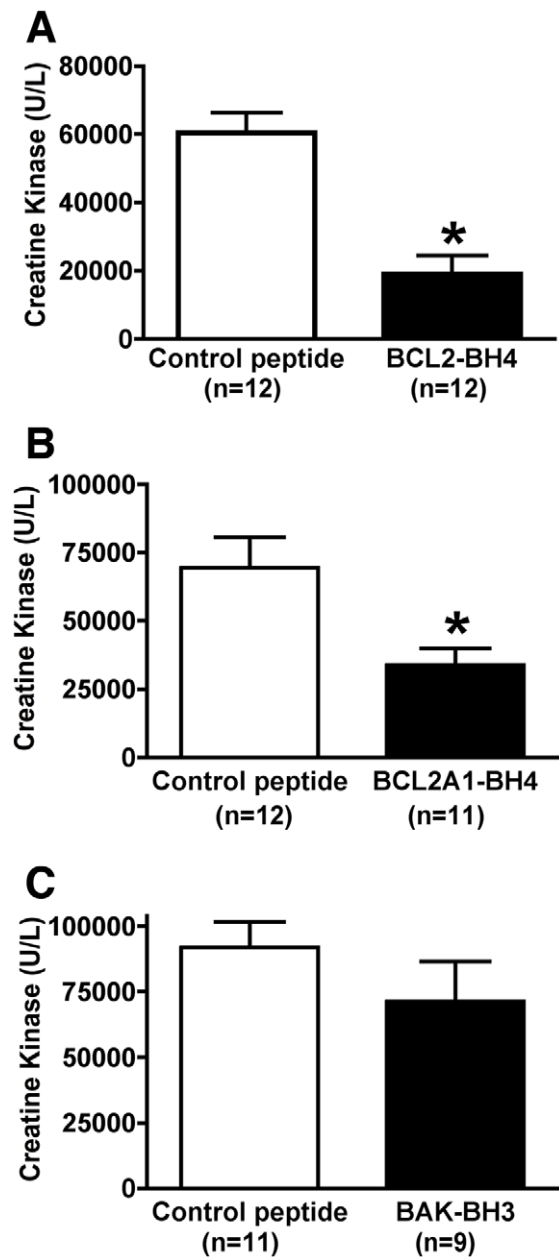 A
Creatine Kinase (U/L)
80000
60000
40000
20000
0
*
Control peptide
(n=12)
BCL2-BH4
(n=12)
B
Creatine Kinase (U/L)
100000
75000
50000
25000
0
*
Control peptide
(n=12)
BCL2A1-BH4
(n=11)
C
Creatine Kinase (U/L)
100000
75000
50000
25000
0
Control peptide
(n=11)
BAK-BH3
(n=9)